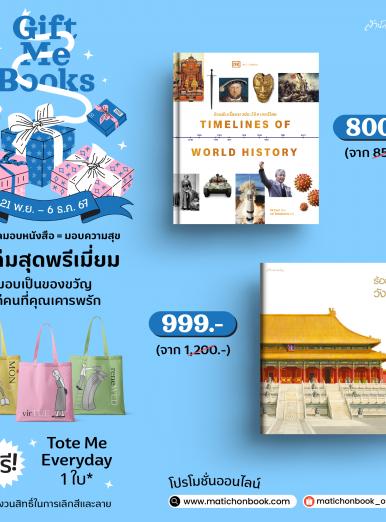 Gift
Me
Books
21 พ.ย. – 6 ธ.ค. 67
มอบหนังสือ = มอบความสุข
สุดพรีเมี่ยม
มอบเป็นของขวัญ
คนที่คุณเคารพรัก
MON
virTUE
reneWED
Tote Me
Everyday
1 ใบ*
งวนสิทธิ์ในการเลือกสีและลาย
TIMELINES OF
WORLD HISTORY
800
(จาก 85
999.-
(จาก 1,200.-)
โปรโมชั่นออนไลน์
www.matichonbook.com
matichonbook_o